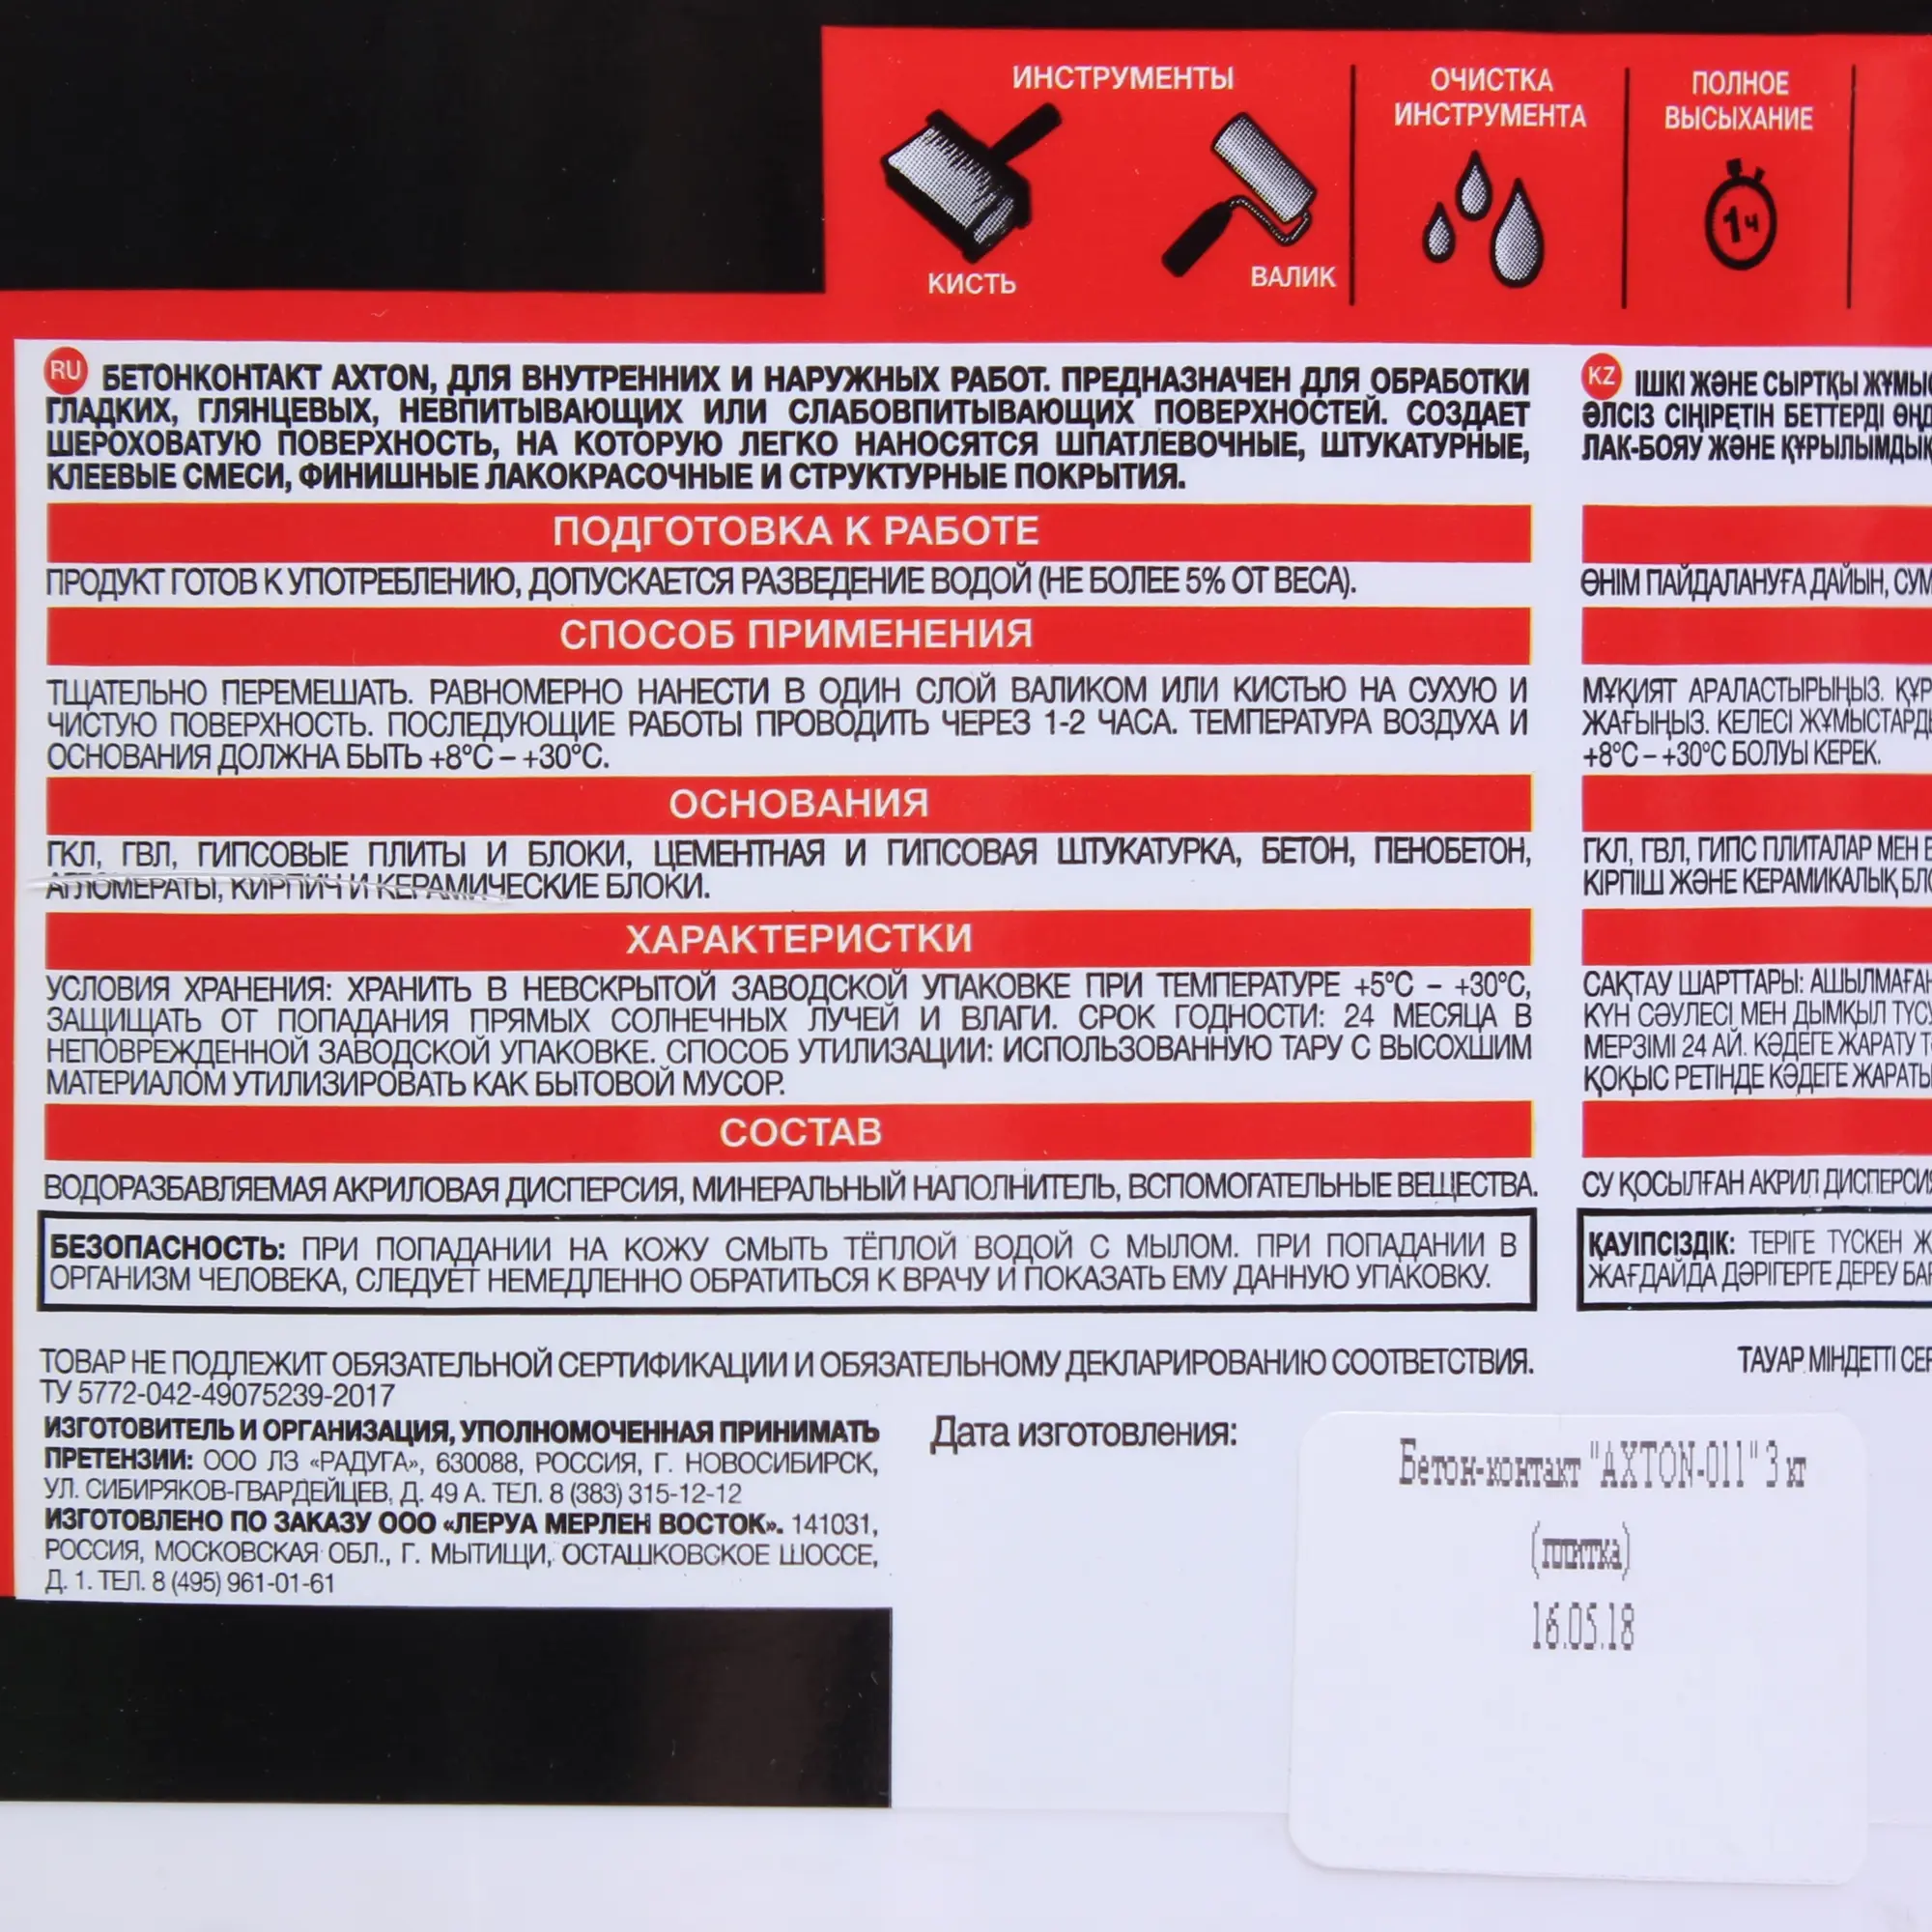 ИНСТРУМЕНТЫ
КИСТЬ
ВАЛИК
ОЧИСТКА
ИНСТРУМЕНТА
ПОЛНОЕ
ВЫСЫХАНИЕ
1ч
RU БЕТОНКОНТАКТ AXTON, ДЛЯ ВНУТРЕННИХ И НАРУЖНЫХ РАБОТ. ПРЕДНАЗНАЧЕН ДЛЯ ОБРАБОТКИ
ГЛАДКИХ, ГЛЯНЦЕВЫХ, НЕВПИТЫВАЮЩИХ ИЛИ СЛАБОВПИТЫВАЮЩИХ ПОВЕРХНОСТЕЙ. СОЗДАЕТ
ШЕРОХОВАТУЮ ПОВЕРХНОСТЬ, НА КОТОРУЮ ЛЕГКО НАНОСЯТСЯ ШПАТЛЕВОЧНЫЕ, ШТУКАТУРНЫЕ,
КЛЕЕВЫЕ СМЕСИ, ФИНИШНЫЕ ЛАКОКРАСОЧНЫЕ И СТРУКТУРНЫЕ ПОКРЫТИЯ.
ПОДГОТОВКА К РАБОТЕ
ПРОДУКТ ГОТОВ К УПОТРЕБЛЕНИЮ, ДОПУСКАЕТСЯ РАЗВЕДЕНИЕ ВОДОЙ (НЕ БОЛЕЕ 5% ОТ ВЕСА).
СПОСОБ ПРИМЕНЕНИЯ
ТЩАТЕЛЬНО ПЕРЕМЕШАТЬ. РАВНОМЕРНО НАНЕСТИ В ОДИН СЛОЙ ВАЛИКОМ ИЛИ КИСТЬЮ НА СУХУЮ И
ЧИСТУЮ ПОВЕРХНОСТЬ. ПОСЛЕДУЮЩИЕ РАБОТЫ ПРОВОДИТЬ ЧЕРЕЗ 1-2 ЧАСА. ТЕМПЕРАТУРА ВОЗДУХА И
ОСНОВАНИЯ ДОЛЖНА БЫТЬ +8°C – +30°C.
ОСНОВАНИЯ
ГКЛ, ГВЛ, ГИПСОВЫЕ ПЛИТЫ И БЛОКИ, ЦЕМЕНТНАЯ И ГИПСОВАЯ ШТУКАТУРКА, БЕТОН, ПЕНОБЕТОН,
АГЛОМЕРАТЫ, КИРПИЧ И КЕРАМИЧЕСКИЕ БЛОКИ.
ХАРАКТЕРИСТКИ
УСЛОВИЯ ХРАНЕНИЯ: ХРАНИТЬ В НЕВСКРЫТОЙ ЗАВОДСКОЙ УПАКОВКЕ ПРИ ТЕМПЕРАТУРЕ +5°C – +30°C,
ЗАЩИЩАТЬ ОТ ПОПАДАНИЯ ПРЯМЫХ СОЛНЕЧНЫХ ЛУЧЕЙ И ВЛАГИ. СРОК ГОДНОСТИ: 24 МЕСЯЦА В
НЕПОВРЕЖДЕННОЙ ЗАВОДСКОЙ УПАКОВКЕ. СПОСОБ УТИЛИЗАЦИИ: ИСПОЛЬЗОВАННУЮ ТАРУ С ВЫСОХШИМ
МАТЕРИАЛОМ УТИЛИЗИРОВАТЬ КАК БЫТОВОЙ МУСОР.
СОСТАВ
ВОДОРАЗБАВЛЯЕМАЯ АКРИЛОВАЯ ДИСПЕРСИЯ, МИНЕРАЛЬНЫЙ НАПОЛНИТЕЛЬ, ВСПОМОГАТЕЛЬНЫЕ ВЕЩЕСТВА.
БЕЗОПАСНОСТЬ: ПРИ ПОПАДАНИИ НА КОЖУ СМЫТЬ ТЁПЛОЙ ВОДОЙ С МЫЛОМ. ПРИ ПОПАДАНИИ В
ОРГАНИЗМ ЧЕЛОВЕКА, СЛЕДУЕТ НЕМЕДЛЕННО ОБРАТИТЬСЯ К ВРАЧУ И ПОКАЗАТЬ ЕМУ ДАННУЮ УПАКОВКУ.
ТОВАР НЕ ПОДЛЕЖИТ ОБЯЗАТЕЛЬНОЙ СЕРТИФИКАЦИИ И ОБЯЗАТЕЛЬНОМУ ДЕКЛАРИРОВАНИЮ СООТВЕТСТВИЯ.
ТУ 5772-042-49075239-2017
ИЗГОТОВИТЕЛЬ И ОРГАНИЗАЦИЯ, УПОЛНОМОЧЕННАЯ ПРИНИМАТЬ
ПРЕТЕНЗИИ: ООО ЛЗ «РАДУГА», 630088, РОССИЯ, Г. НОВОСИБИРСК,
УЛ. СИБИРЯКОВ-ГВАРДЕЙЦЕВ, Д. 49 А. ТЕЛ. 8 (383) 315-12-12
ИЗГОТОВЛЕНО ПО ЗАКАЗУ ООО «ЛЕРУА МЕРЛЕН ВОСТОК». 141031,
РОССИЯ, МОСКОВСКАЯ ОБЛ., Г. МЫТИЩИ, ОСТАШКОВСКОЕ ШОССЕ,
Д. 1. ТЕЛ. 8 (495) 961-01-61
Дата изготовления:
Бетон-контакт "AXTON-011" 3 кг
(плитка)
16.05.18
KZ ІШКІ ЖӘНЕ СЫРТҚЫ
ӘЛСІЗ СІҢІРЕТІН БЕТТЕРДІ
ЛАК-БОЯУ ЖӘНЕ
ӨНІМ ПАЙДАЛАНУҒА ДАЙЫН,
МҰҚИЯТ АРАЛАСТЫРЫҢЫЗ.
ЖАҒЫҢЫЗ. КЕЛЕСІ
+8°C – +30°C БОЛУЫ КЕРЕК.
ГКЛ, ГВЛ, ГИПС ПЛИТАЛАР МЕН
КІРПІШ ЖӘНЕ КЕРАМИКАЛЫҚ
САҚТАУ ШАРТТАРЫ:
КҮН СӘУЛЕСІ МЕН ДЫМҚЫЛ
МЕРЗІМІ 24 АЙ. КӘДЕГЕ ЖАРАТУ
ҚОҚЫС РЕТІНДЕ КӘДЕГЕ
СУ ҚОСЫЛҒАН АКРИЛ
ҚАУІПСІЗДІК: ТЕРІГЕ ТҮСКЕН
ЖАҒДАЙДА ДӘРІГЕРГЕ ДЕРЕУ
ТАУАР МІНДЕТТІ